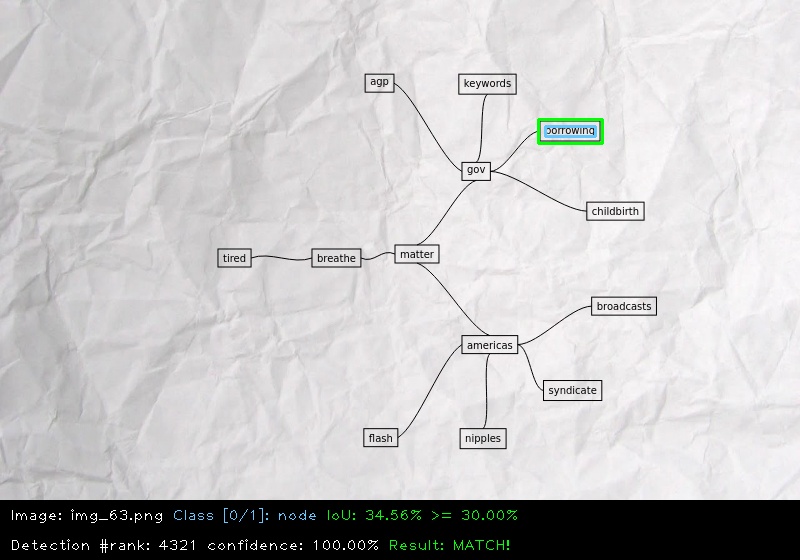 agp
keywords
borrowing
gov
childbirth
tired
breathe
matter
broadcasts
americas
syndicate
flash
nipples
Image: img_63.png Class [0/1]: node IoU: 34.56% >= 30.00%
Detection #rank: 4321 confidence: 100.00% Result: MATCH!